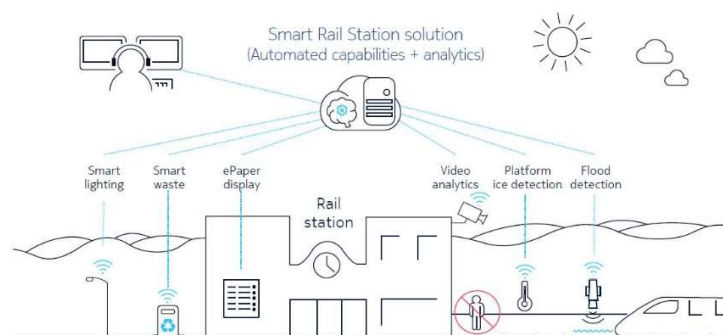 Smart Rail Station solution
(Automated capabilities + analytics)
Smart
lighting
Smart
waste
ePaper
display
Video
analytics
Platform
ice detection
Flood
detection
Rail
station